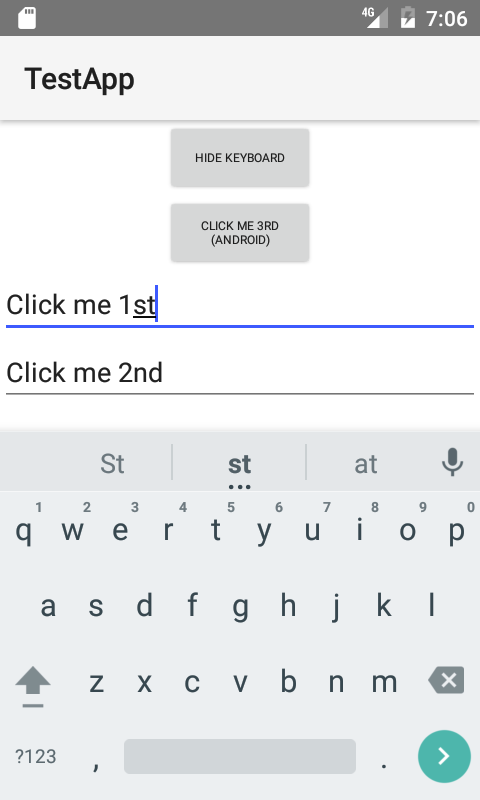 4G 7:06
TestApp
HIDE KEYBOARD
CLICK ME 3RD
(ANDROID)
Click me 1st
Click me 2nd
St st at
1 2 3 4 5 6 7 8 9 0
q w e r t y u i o p
a s d f g h j k l
z x c v b n m
?123 , .